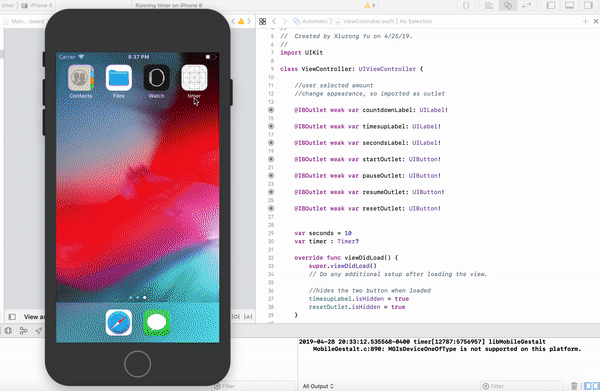 timer
iPhone 8
Running timer on iPhone 8
8
Main...board
Automatic
ViewController.swift
No Selection
// Created by Xiurong Yu on 4/25/19.
//
import UIKit
class ViewController: UIViewController {
//user selected amount
//change appearance, so imported as outlet
@IBOutlet weak var countdownLabel: UILabel!
@IBOutlet weak var timesupLabel: UILabel!
@IBOutlet weak var secondsLabel: UILabel!
@IBOutlet weak var startOutlet: UIButton!
@IBOutlet weak var pauseOutlet: UIButton!
@IBOutlet weak var resumeOutlet: UIButton!
@IBOutlet weak var resetOutlet: UIButton!
var seconds = 10
var timer : Timer?
override func viewDidLoad() {
super.viewDidLoad()
// Do any additional setup after loading the view.
//hides the two button when loaded
timesupLabel.isHidden = true
resetOutlet.isHidden = true
}
Carrier
8:37 PM
Contacts
Files
Watch
timer
View as
2019-04-28 20:33:12.535568-0400 timer[12787:5756957] libMobileGestalt
MobileGestalt.c:890: MGIsDeviceOneOfType is not supported on this platform.
Filter
All Output
Filter